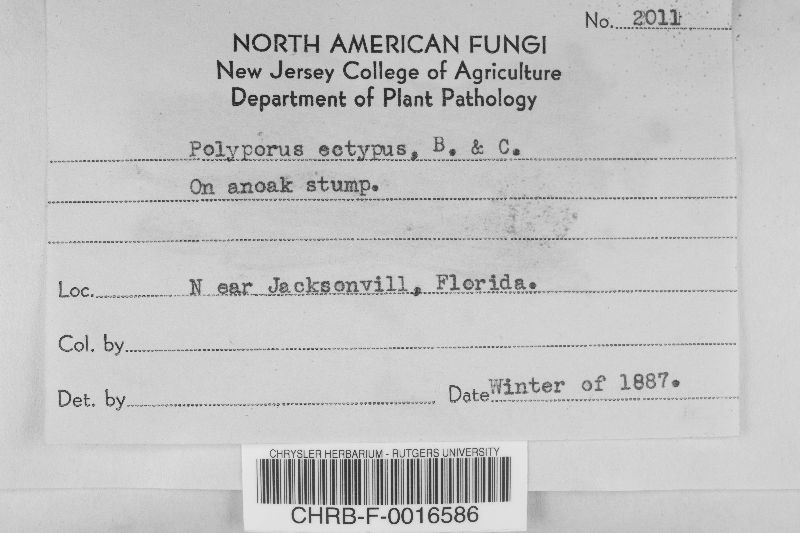 No. 2011
NORTH AMERICAN FUNGI
New Jersey College of Agriculture
Department of Plant Pathology
Polyporus ectypus, B. & C.
On anoak stump.
Loc. N ear Jacksonvill, Florida.
Col. by
Det. by Date Winter of 1887.
CHRYSLER HERBARIUM - RUTGERS UNIVERSITY
CHRB-F-0016586